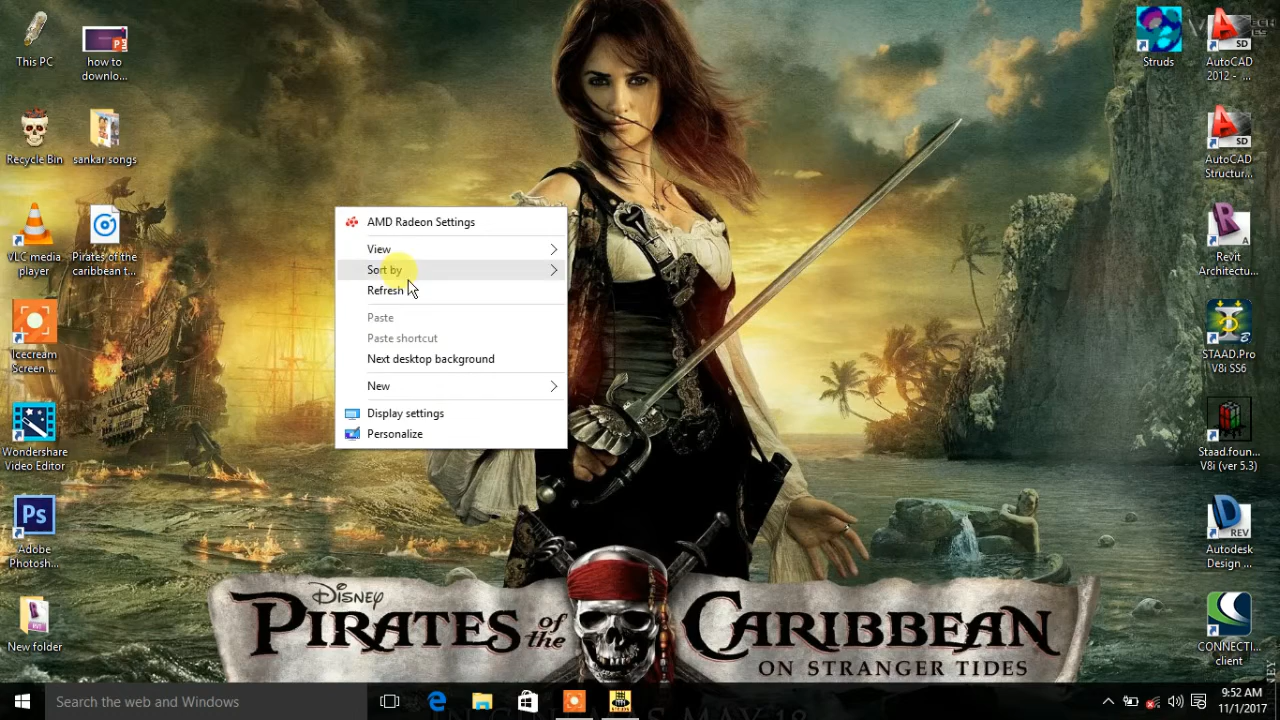 This PC
how to
downlo...
Recycle Bin
sankar songs
VLC media
player
Pirates of the
caribbean t...
Icecream
Screen ...
Wondershare
Video Editor
Ps
Adobe
Photosh...
New folder
AMD Radeon Settings
View
Sort by
Refresh
Paste
Paste shortcut
Next desktop background
New
Display settings
Personalize
Struds
SD
AutoCAD
2012 - ...
SD
AutoCAD
Structur...
Revit
Architectu...
STAAD.Pro
V8i SS6
Staad.foun...
V8i (ver 5.3)
REV
Autodesk
Design ...
CONNECTI...
client
DISNEY
PIRATES of the CARIBBEAN
ON STRANGER TIDES
Search the web and Windows
9:52 AM
11/1/2017